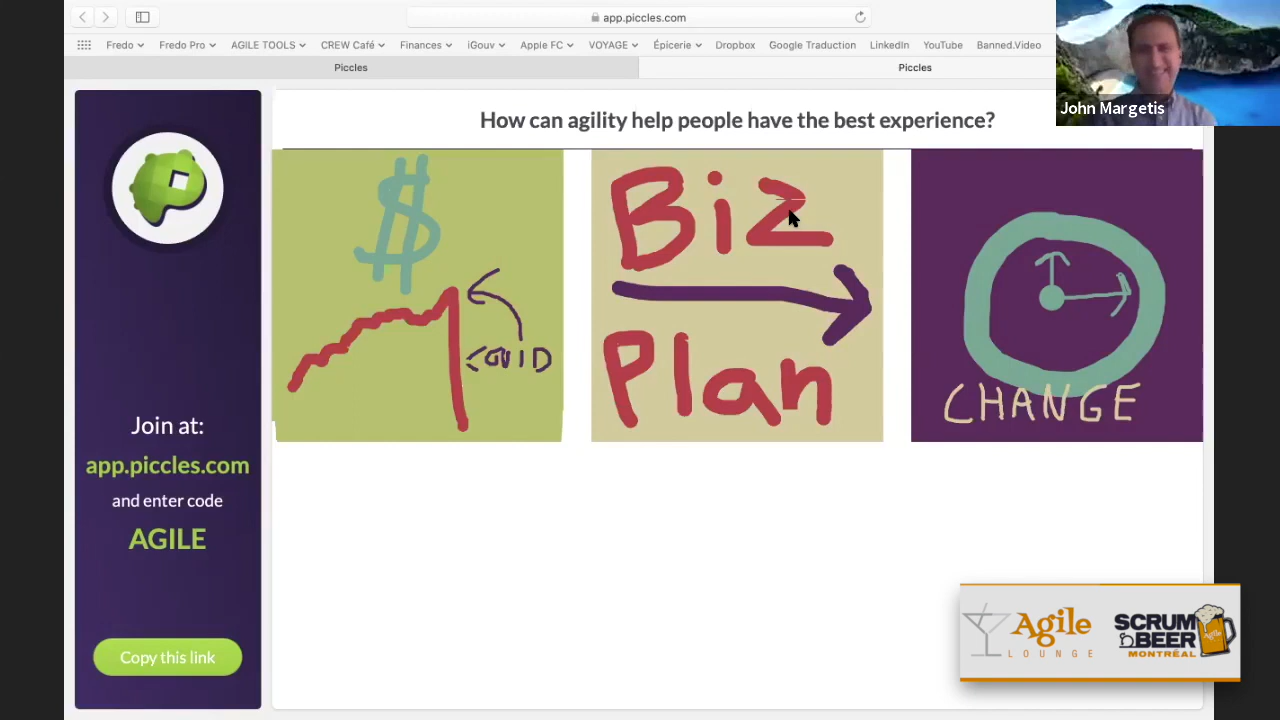 app.piccles.com
Fredo Fredo Pro AGILE TOOLS CREW Café Finances iGouv Apple FC VOYAGE Épicerie Dropbox Google Traduction LinkedIn YouTube Banned.Video
Piccles Piccles
John Margetis
How can agility help people have the best experience?
$
COVID
Biz
Plan
CHANGE
Join at:
app.piccles.com
and enter code
AGILE
Copy this link
Agile
LOUNGE
SCRUM
BEER
MONTRÉAL
Agile